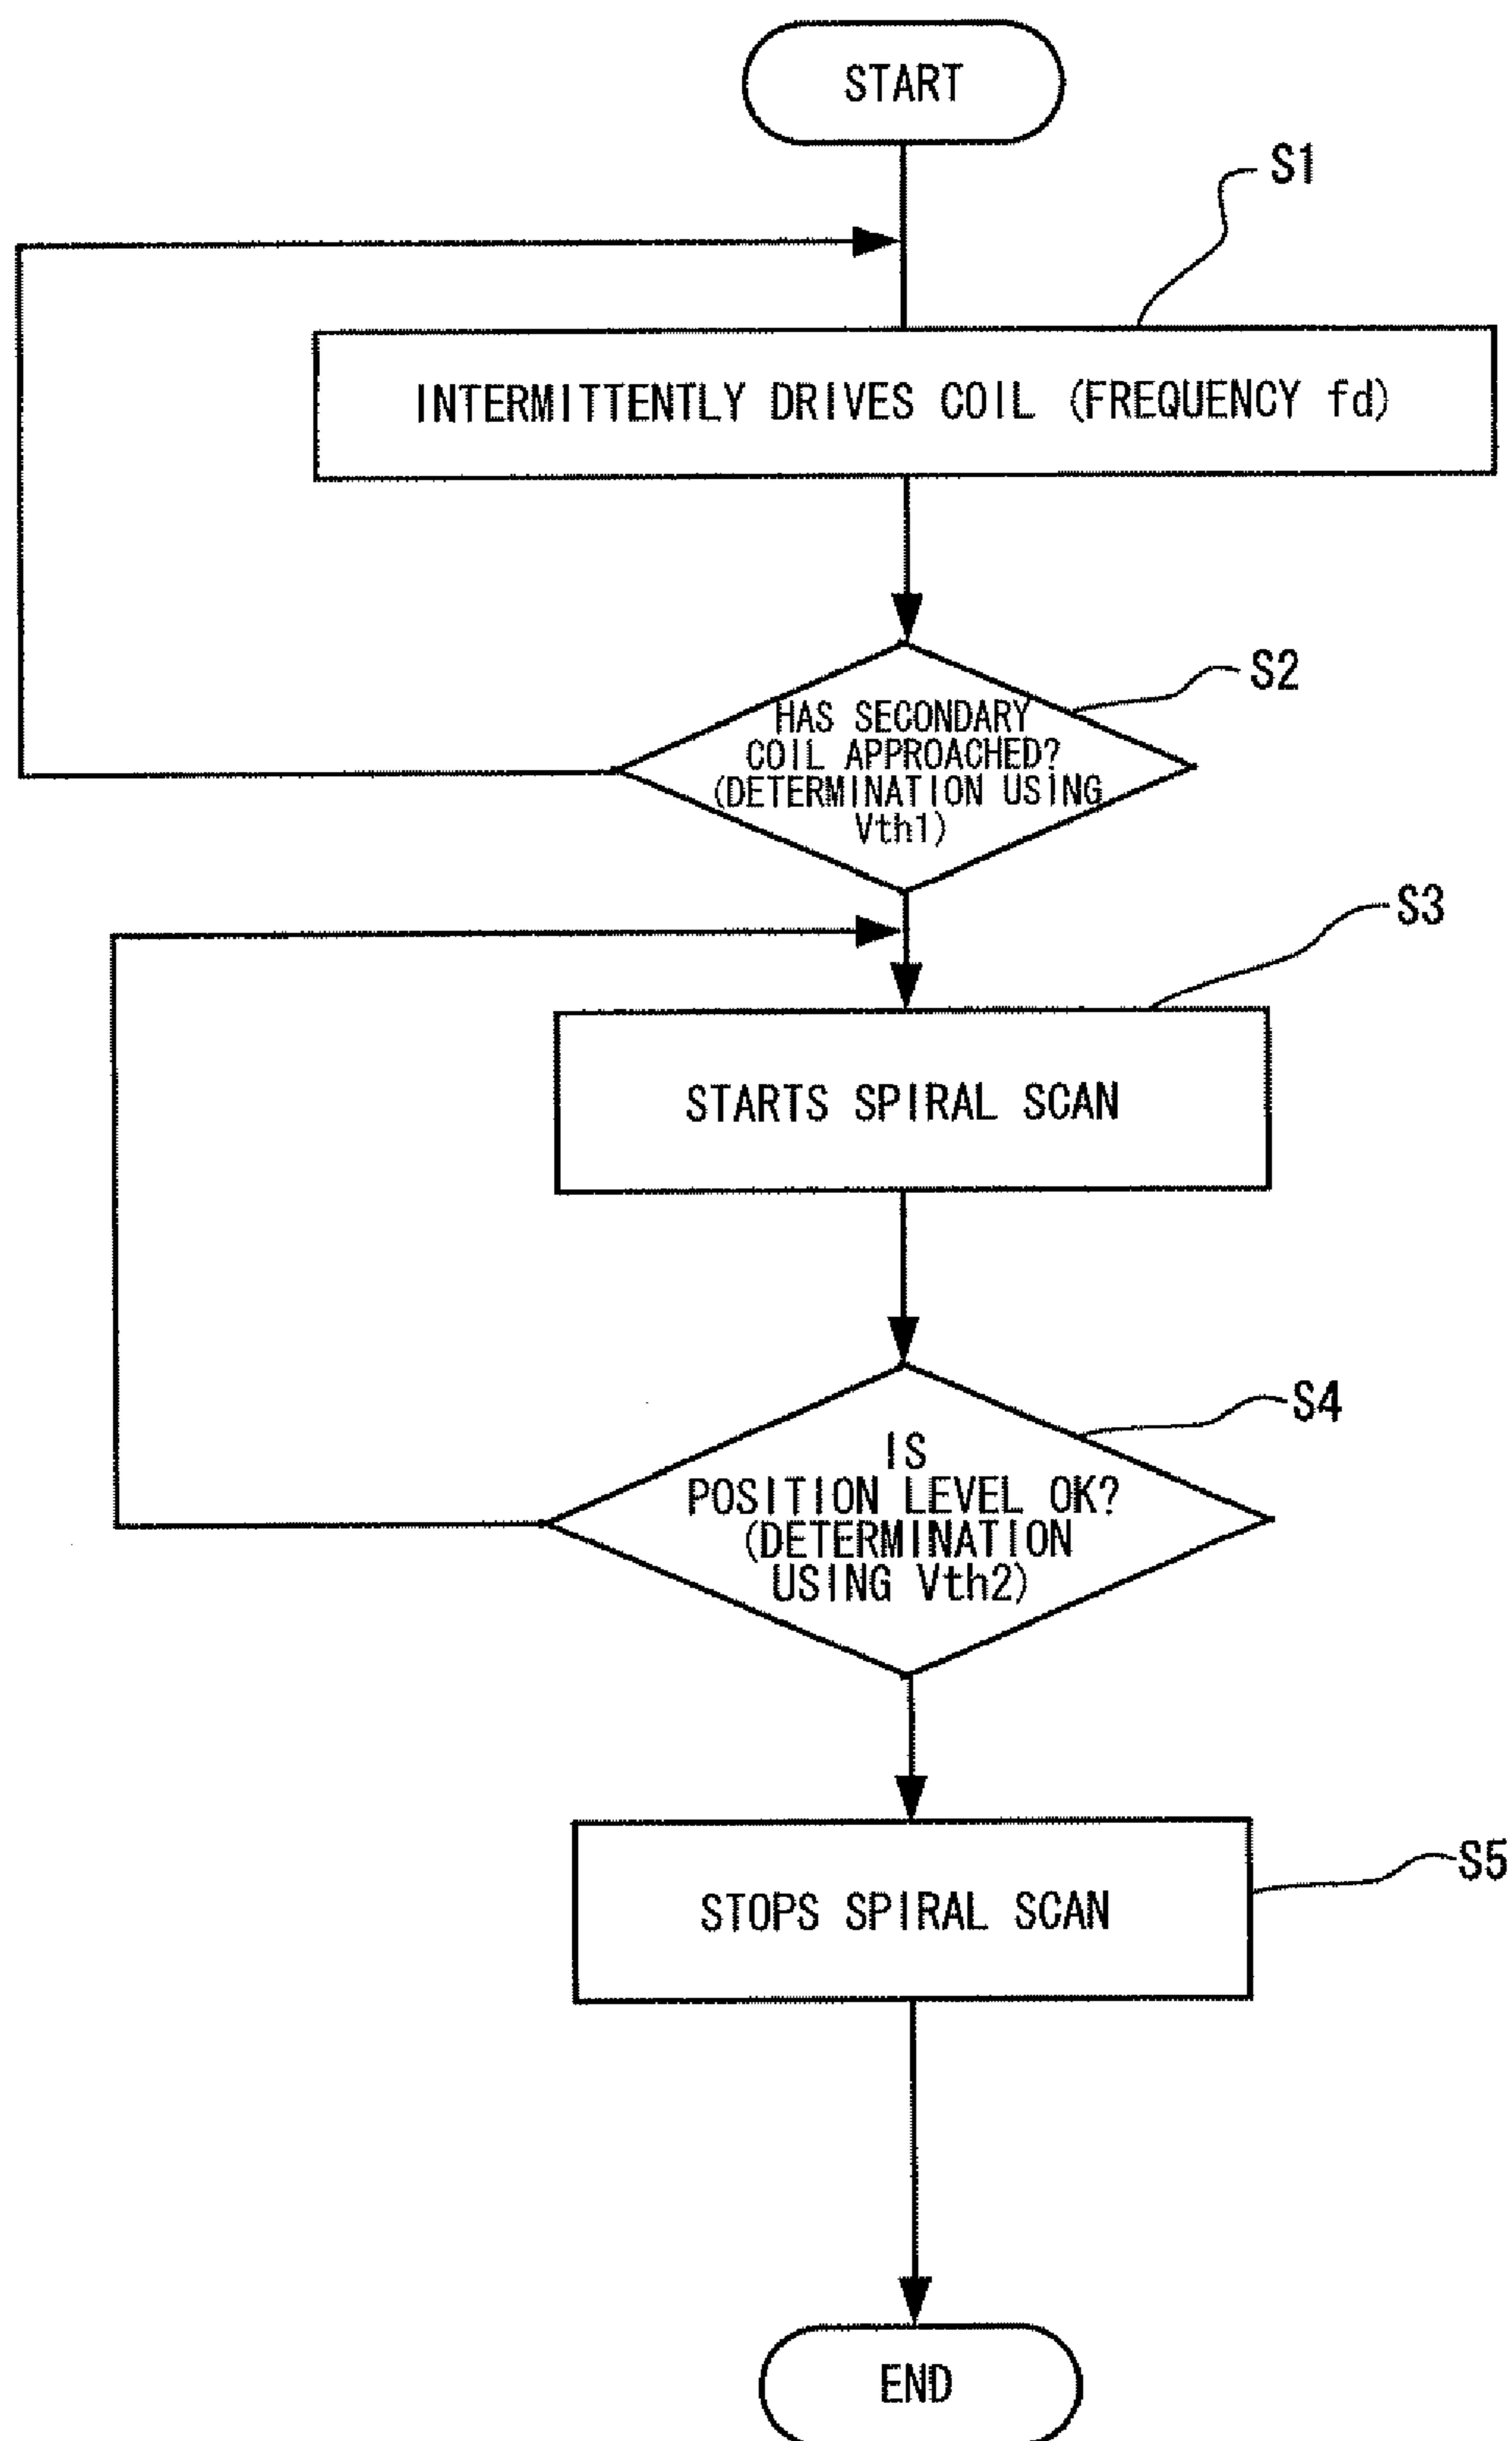 START
S1
INTERMITTENTLY DRIVES COIL (FREQUENCY fd)
S2
HAS SECONDARY
COIL APPROACHED?
(DETERMINATION USING
Vth1)
S3
STARTS SPIRAL SCAN
S4
IS
POSITION LEVEL OK?
(DETERMINATION
USING Vth2)
S5
STOPS SPIRAL SCAN
END